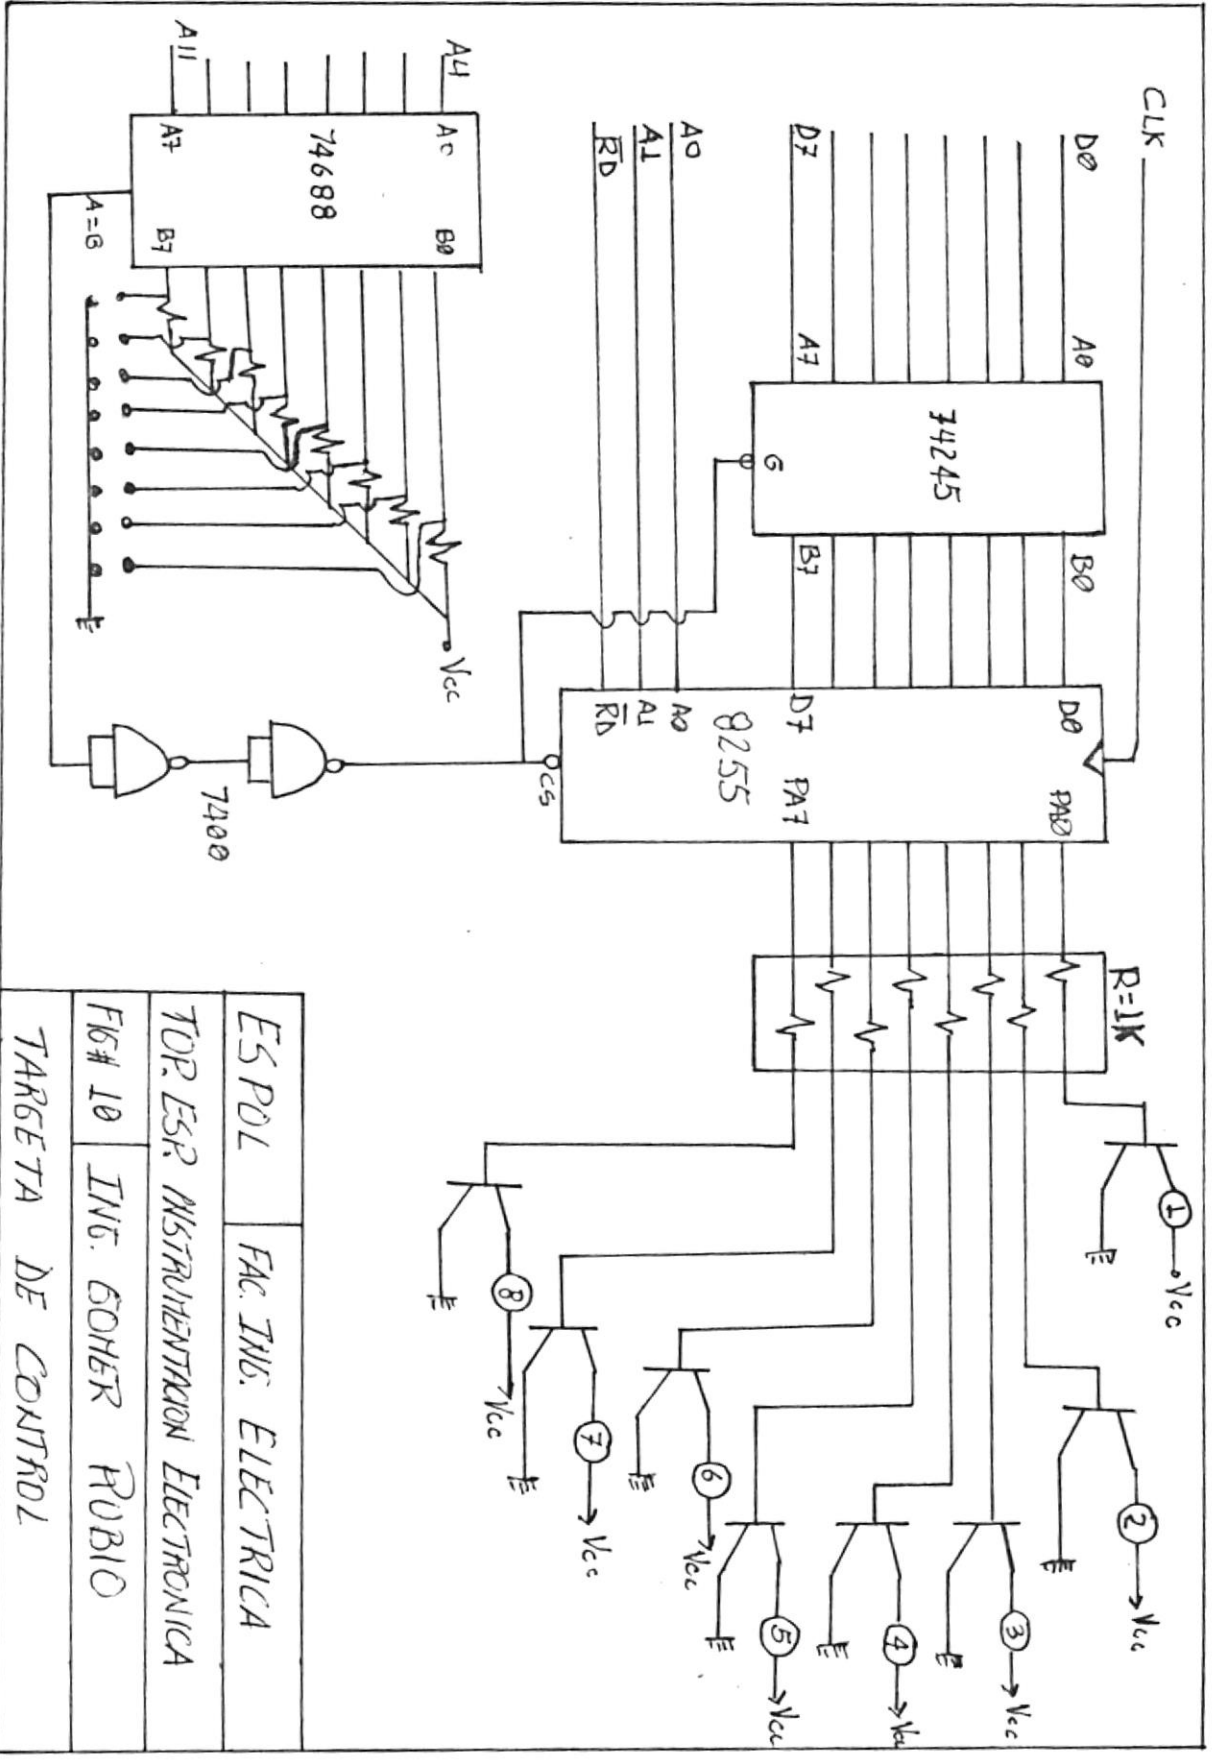 CLK
D0
D7
A0
A1
RD
A4
A11
A0
A7
74245
G
B0
B7
A0
A7
74688
B0
B7
A=B
Vcc
D0
D7
A0
A1
RD
8255
PA0
PA7
CS
7400
R=1K
1
Vcc
2
Vcc
3
Vcc
4
Vcc
5
Vcc
6
Vcc
7
Vcc
8
Vcc
ESPOL
FAC. ING. ELECTRICA
TOP. ESP. INSTRUMENTACION ELECTRONICA
FIG# 10
ING. GOMER RUBIO
TARGETA DE CONTROL